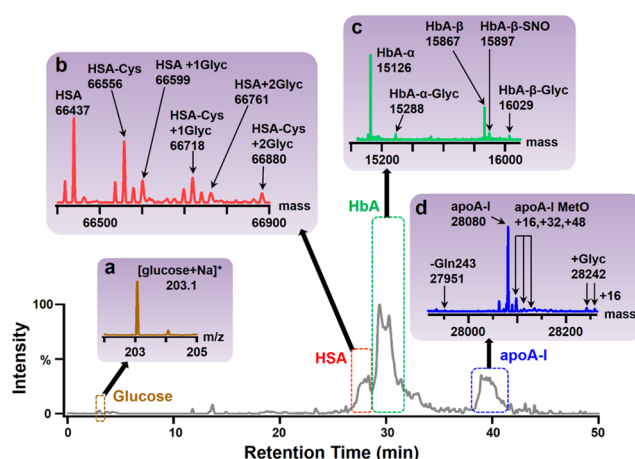 b
HSA
66437
HSA-Cys
66556
HSA +1Glyc
66599
HSA-Cys
+1Glyc
66718
HSA+2Glyc
66761
HSA-Cys
+2Glyc
66880
mass
66500
66900
c
HbA-α
15126
HbA-α-Glyc
15288
HbA-β
15867
HbA-β-SNO
15897
HbA-β-Glyc
16029
mass
15200
16000
d
apoA-I
28080
apoA-I MetO
+16,+32,+48
-Gln243
27951
+Glyc
28242
+16
mass
28000
28200
a
[glucose+Na]⁺
203.1
m/z
203
205
HbA
HSA
apoA-I
Glucose
Intensity
100
%
0
0
10
20
30
40
50
Retention Time (min)